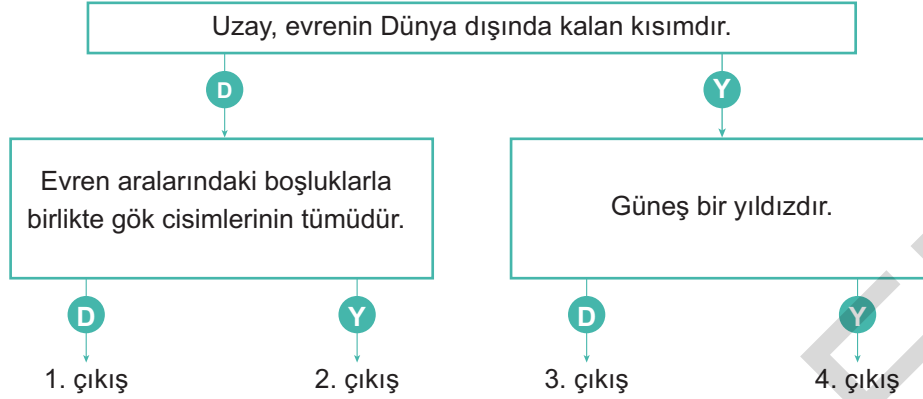 Uzay, evrenin Dünya dışında kalan kısımdır.
D
Y
Evren aralarındaki boşluklarla
birlikte gök cisimlerinin tümüdür.
Güneş bir yıldızdır.
D
Y
D
Y
1. çıkış
2. çıkış
3. çıkış
4. çıkış